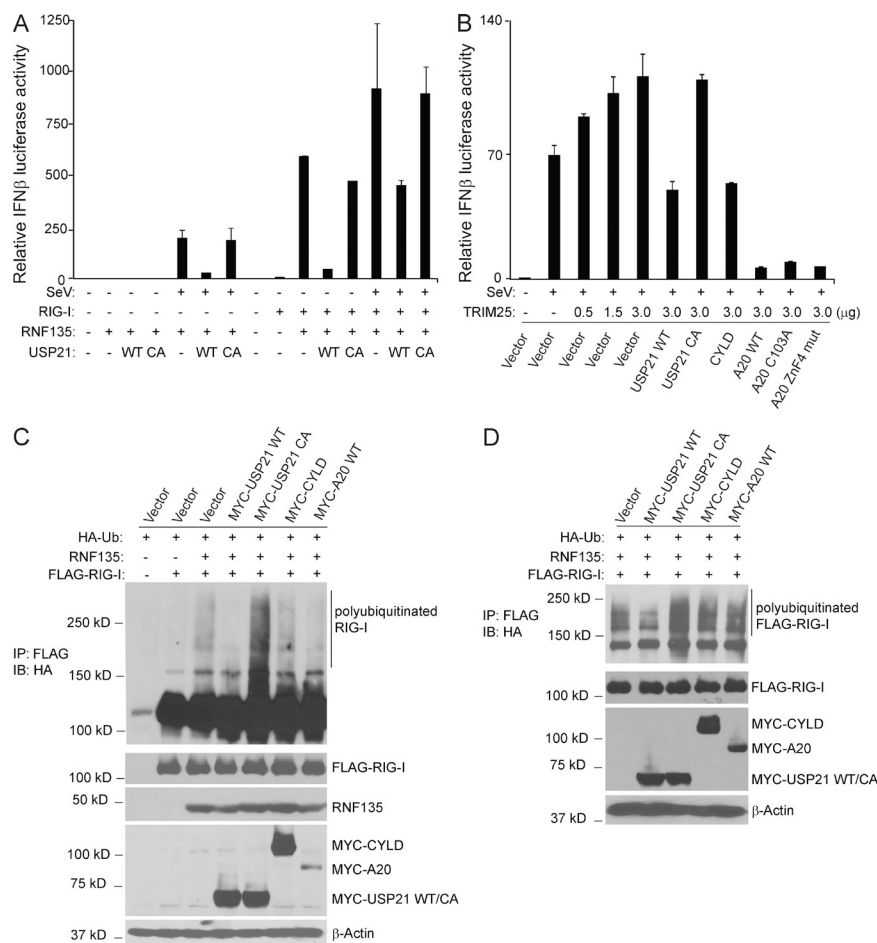 A
Relative IFNβ luciferase activity
1250
1000
750
500
250
0
SeV: - - - - + + + - - - - - + + +
RIG-I: - - - - - - - - + + + + + + +
RNF135: - + + + + + + - - + + + + + +
USP21: - - WT CA - WT CA - - - WT CA - WT CA
B
Relative IFNβ luciferase activity
140
70
0
SeV: - + + + + + + + + + +
TRIM25: - - 0.5 1.5 3.0 3.0 3.0 3.0 3.0 3.0 3.0 (μg)
Vector
Vector
Vector
Vector
Vector
USP21 WT
USP21 CA
CYLD
A20 WT
A20 C103A
A20 ZnF4 mut
C
Vector
Vector
Vector
MYC-USP21 WT
MYC-USP21 CA
MYC-CYLD
MYC-A20 WT
HA-Ub: + + + + + + +
RNF135: - - + + + + +
FLAG-RIG-I: - + + + + + +
IP: FLAG
IB: HA
250 kD
150 kD
100 kD
polyubiquitinated
RIG-I
100 kD
FLAG-RIG-I
50 kD
RNF135
100 kD
75 kD
MYC-CYLD
MYC-A20
MYC-USP21 WT/CA
37 kD
β-Actin
D
Vector
MYC-USP21 WT
MYC-USP21 CA
MYC-CYLD
MYC-A20 WT
HA-Ub: + + + + +
RNF135: + + + + +
FLAG-RIG-I: + + + + +
IP: FLAG
IB: HA
250 kD
150 kD
polyubiquitinated
FLAG-RIG-I
100 kD
FLAG-RIG-I
100 kD
75 kD
MYC-CYLD
MYC-A20
MYC-USP21 WT/CA
37 kD
β-Actin